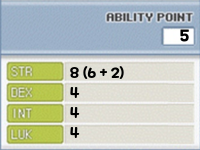 ABILITY POINT
5
STR 8 (6 + 2)
DEX 4
INT 4
LUK 4